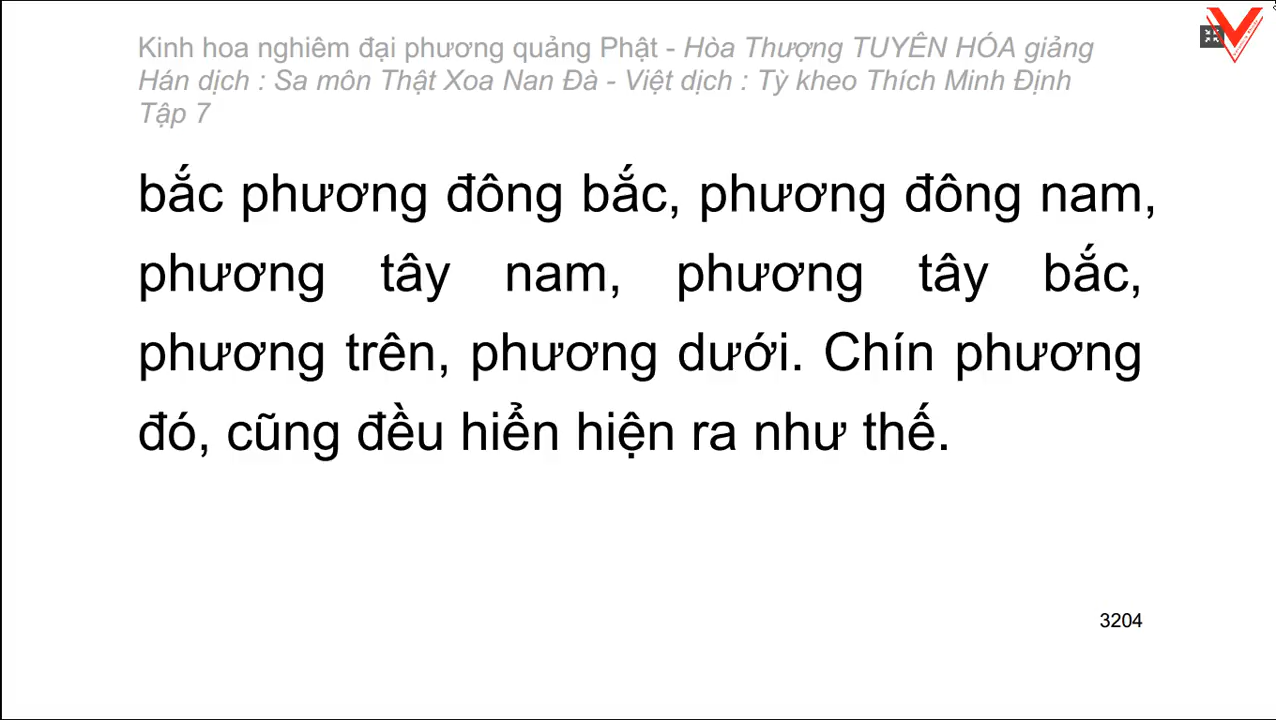 Kinh hoa nghiêm đại phương quảng Phật - Hòa Thượng TUYÊN HÓA giảng
Hán dịch : Sa môn Thật Xoa Nan Đà - Việt dịch : Tỳ kheo Thích Minh Định
Tập 7
bắc phương đông bắc, phương đông nam,
phương tây nam, phương tây bắc,
phương trên, phương dưới. Chín phương
đó, cũng đều hiển hiện ra như thế.
3204